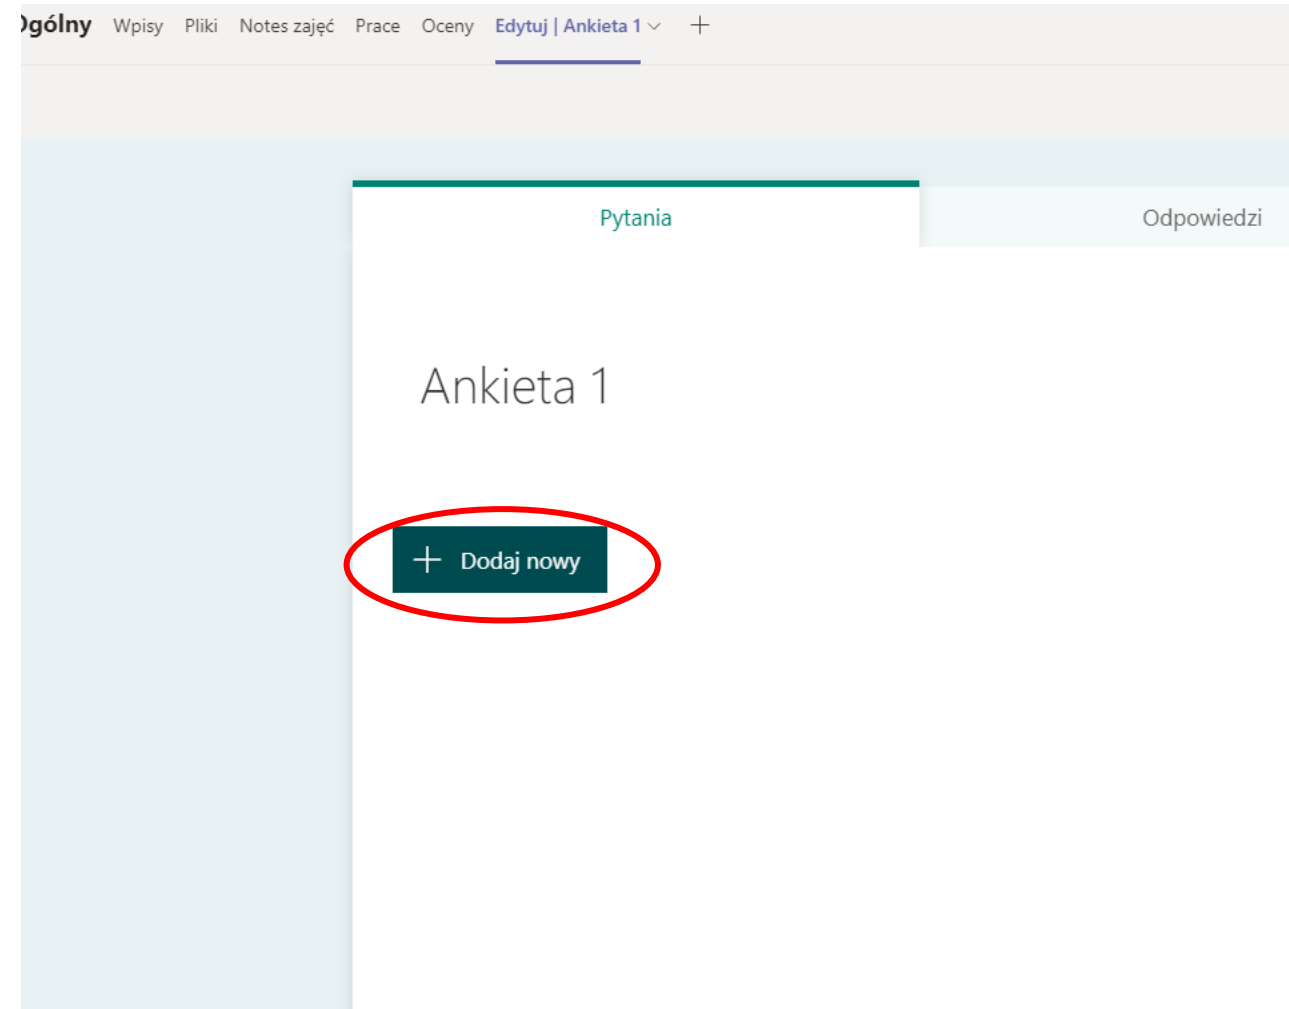 Ogólny Wpisy Pliki Notes zajęć Prace Oceny Edytuj | Ankieta 1
Pytania Odpowiedzi
Ankieta 1
Dodaj nowy